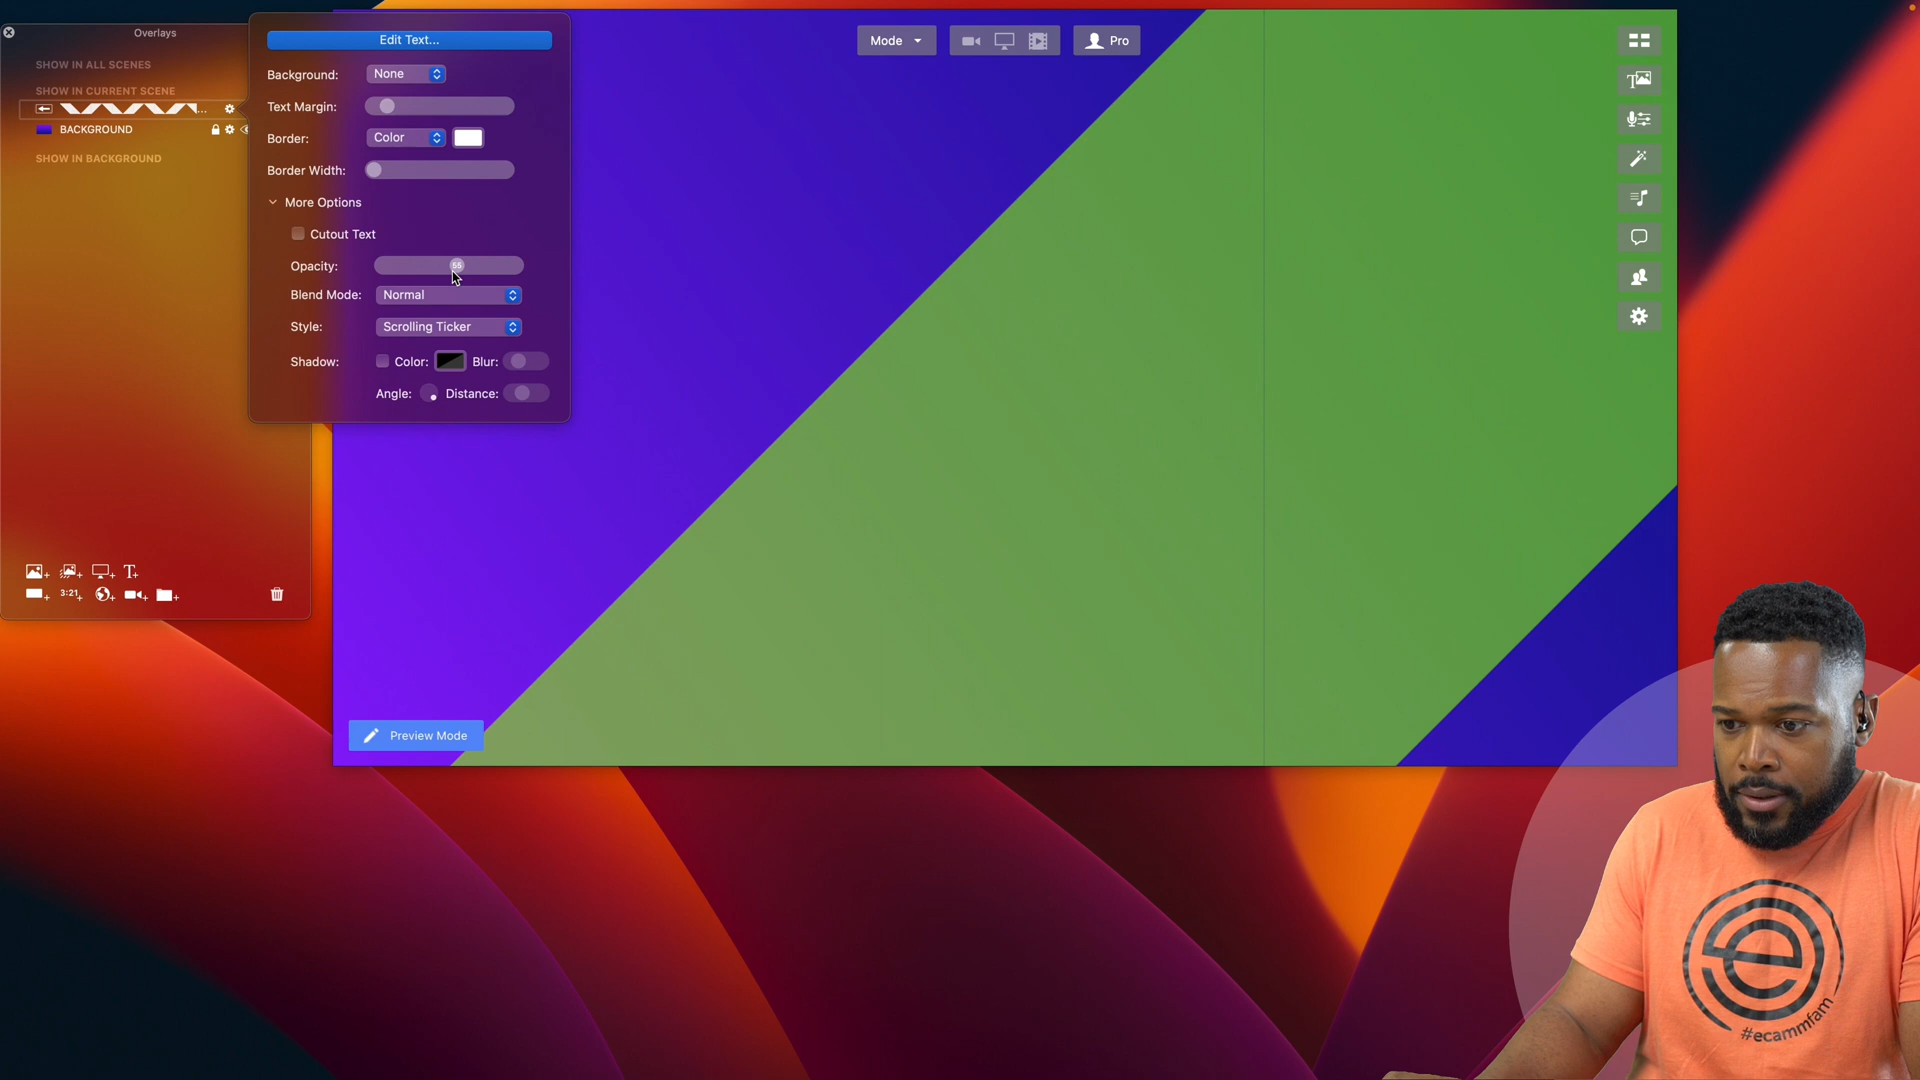 Overlays
SHOW IN ALL SCENES
SHOW IN CURRENT SCENE
...
BACKGROUND
SHOW IN BACKGROUND
3:21+
Edit Text...
Background: None
Text Margin:
Border: Color
Border Width:
More Options
Cutout Text
Opacity: 55
Blend Mode: Normal
Style: Scrolling Ticker
Shadow: Color: Blur:
Angle: Distance:
Mode
Pro
Preview Mode
#ecammfam